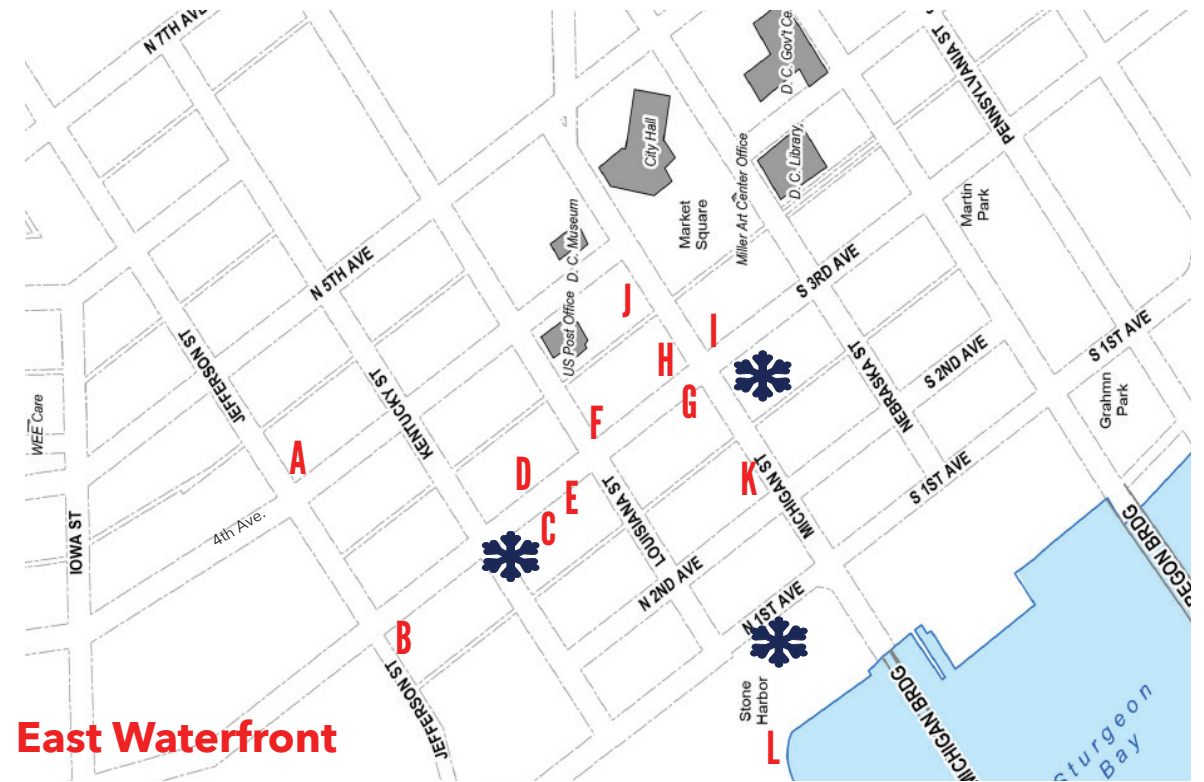 N 7TH AVE
PENNSYLVANIA ST
D. C. Gov't Ce
City Hall
D. C. Library
Miller Art Center Office
Market
Square
Martin
Park
D. C. Museum
N 5TH AVE
S 3RD AVE
J
US Post Office
I
H
S 1ST AVE
JEFFERSON ST
NEBRASKA ST
S 2ND AVE
KENTUCKY ST
G
Grahmn
Park
WEE Care
F
A
D
K
MICHIGAN ST
S 1ST AVE
E
C
LOUISIANA ST
4th Ave.
IOWA ST
N 2ND AVE
N 1ST AVE
B
REGON BRDG
JEFFERSON ST
Stone
Harbor
MICHIGAN BRDG
L
Sturgeon
Bay
East Waterfront